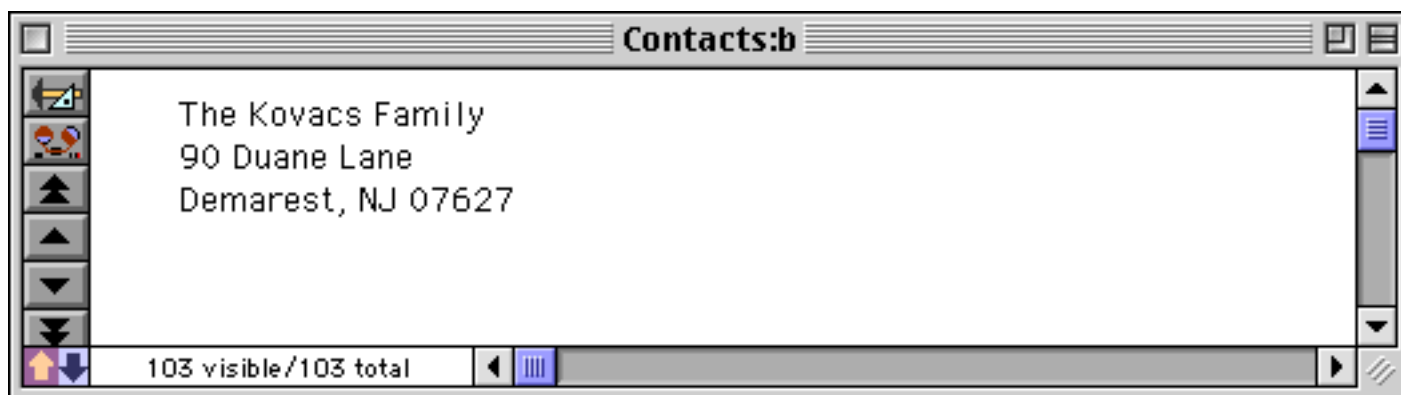 Contacts:b
The Kovacs Family
90 Duane Lane
Demarest, NJ 07627
103 visible/103 total